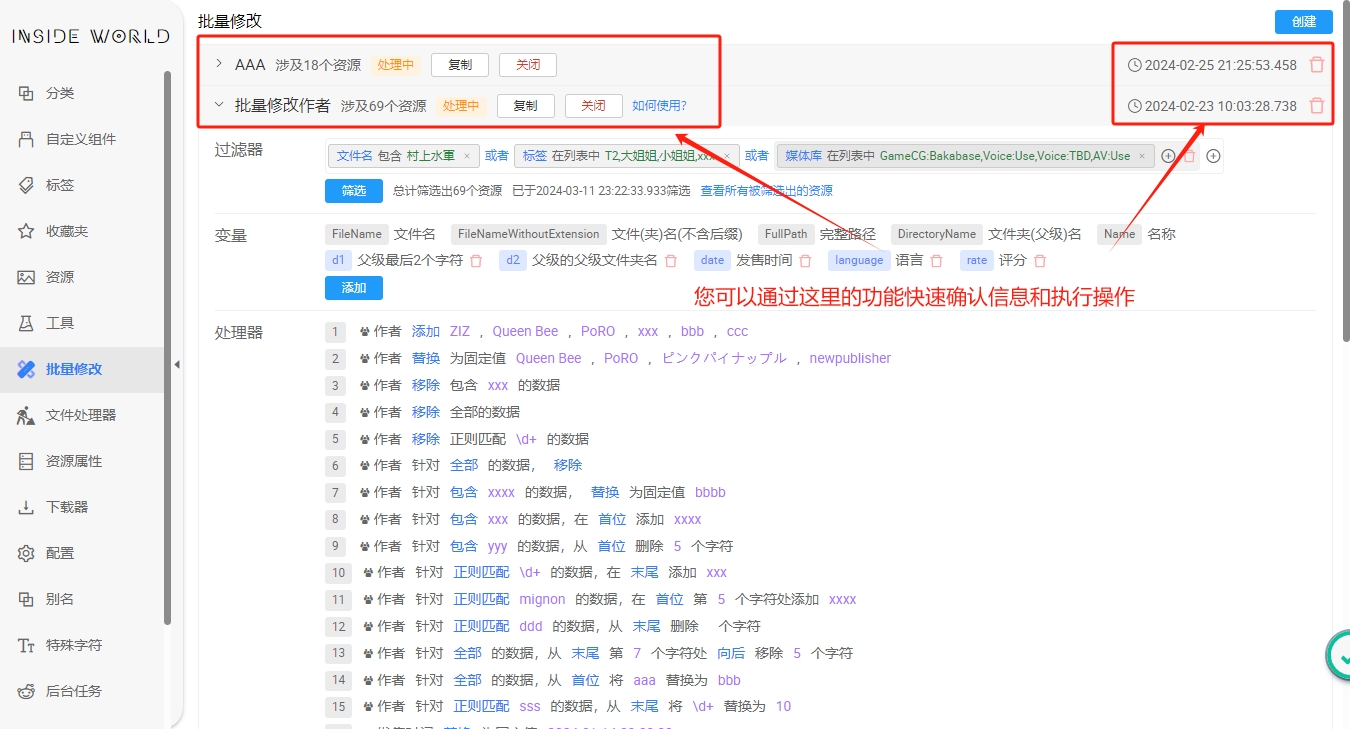 INSIDE WORLD
分类
自定义组件
标签
收藏夹
资源
工具
批量修改
文件处理器
资源属性
下载器
配置
别名
特殊字符
后台任务
批量修改
创建
AAA 涉及18个资源 处理中 复制 关闭 2024-02-25 21:25:53.458
批量修改作者 涉及69个资源 处理中 复制 关闭 如何使用? 2024-02-23 10:03:28.738
过滤器 文件名 包含 村上水軍 × 或者 标签 在列表中 T2,大姐姐,小姐姐,xxx × 或者 媒体库 在列表中 GameCG:Bakabase,Voice:Use,Voice:TBD,AV:Use ×
筛选 总计筛选出69个资源 已于2024-03-11 23:22:33.933筛选 查看所有被筛选出的资源
变量 FileName 文件名 FileNameWithoutExtension 文件(夹)名(不含后缀) FullPath 完整路径 DirectoryName 文件夹(父级)名 Name 名称
d1 父级最后2个字符 d2 父级的父级文件夹名 date 发售时间 language 语言 rate 评分
添加
您可以通过这里的功能快速确认信息和执行操作
处理器 1 作者 添加 ZIZ , Queen Bee , PoRO , xxx , bbb , ccc
2 作者 替换 为固定值 Queen Bee , PoRO , ピンクパイナップル , newpublisher
3 作者 移除 包含 xxx 的数据
4 作者 移除 全部的数据
5 作者 移除 正则匹配 \d+ 的数据
6 作者 针对 全部 的数据， 移除
7 作者 针对 包含 xxxx 的数据， 替换 为固定值 bbbb
8 作者 针对 包含 xxx 的数据，在 首位 添加 xxxx
9 作者 针对 包含 yyy 的数据，从 首位 删除 5 个字符
10 作者 针对 正则匹配 \d+ 的数据，在 末尾 添加 xxx
11 作者 针对 正则匹配 mignon 的数据，在 首位 第 5 个字符处添加 xxxx
12 作者 针对 正则匹配 ddd 的数据，从 末尾 删除 个字符
13 作者 针对 全部 的数据，从 末尾 第 7 个字符处 向后 移除 5 个字符
14 作者 针对 全部 的数据，从 首位 将 aaa 替换为 bbb
15 作者 针对 正则匹配 sss 的数据，从 末尾 将 \d+ 替换为 10